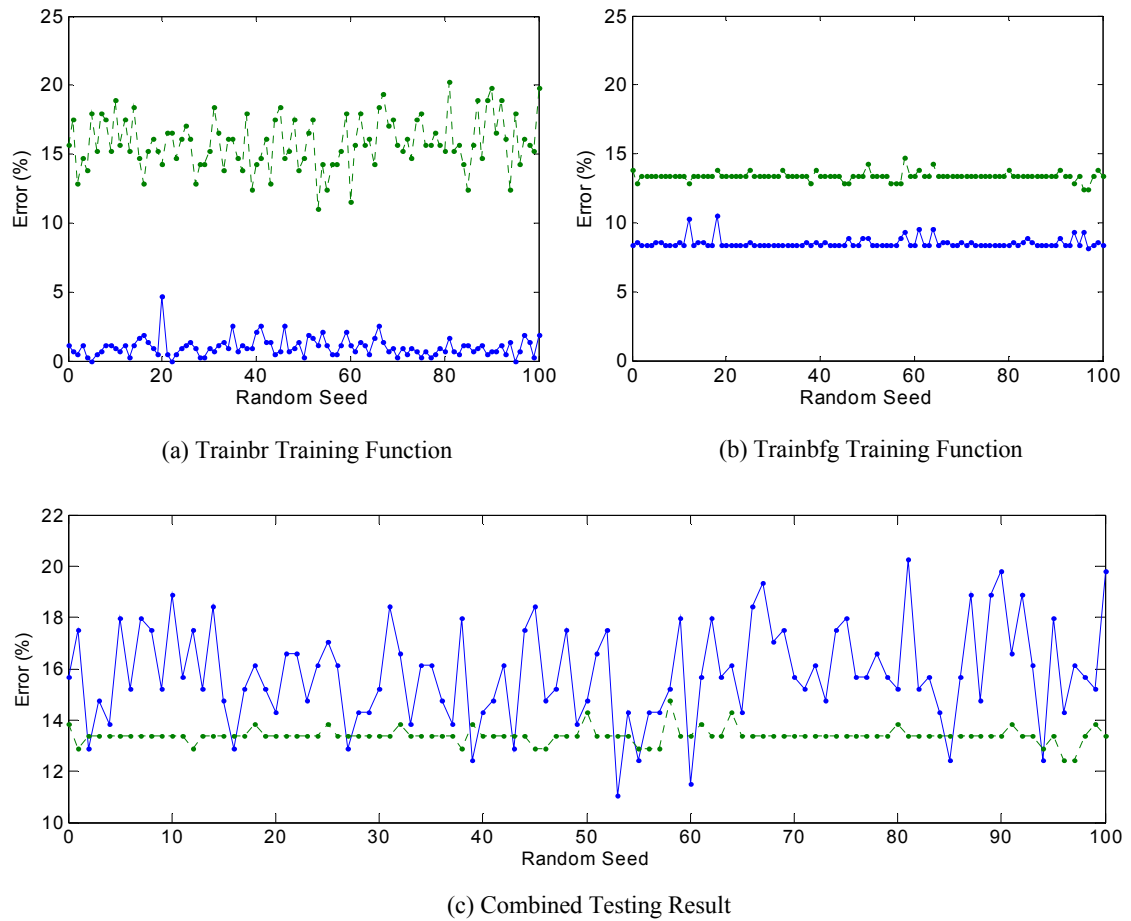 25
20
15
10
5
0
Error (%)
0 20 40 60 80 100
Random Seed
(a) Trainbr Training Function
25
20
15
10
5
0
Error (%)
0 20 40 60 80 100
Random Seed
(b) Trainbfg Training Function
22
20
18
16
14
12
10
Error (%)
0 10 20 30 40 50 60 70 80 90 100
Random Seed
(c) Combined Testing Result